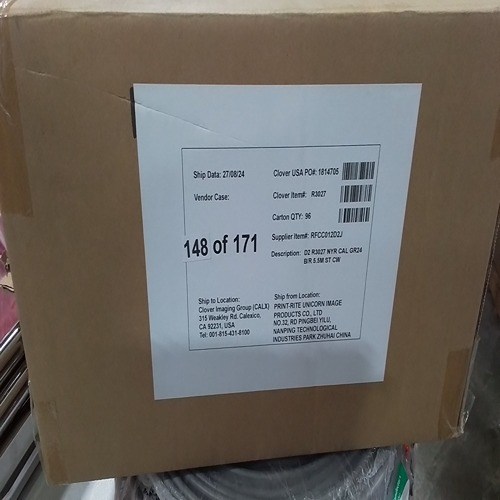 Ship Data: 27/08/24
Clover USA PO#: 1814705
Vendor Case:
Clover Item#: R3027
Carton QTY: 96
148 of 171
Supplier Item#: RFCC012D2J
Description: D2 R3027 NYR CAL GR24
B/R 5.5M ST CW
Ship to Location:
Clover Imaging Group (CALX)
315 Weakley Rd. Calexico,
CA 92231, USA
Tel: 001-815-431-8100
Ship from Location:
PRINT-RITE UNICORN IMAGE
PRODUCTS CO., LTD
NO.32, RD PINGBEI YILU,
NANPING TECHNOLOGICAL
INDUSTRIES PARK ZHUHAI CHINA